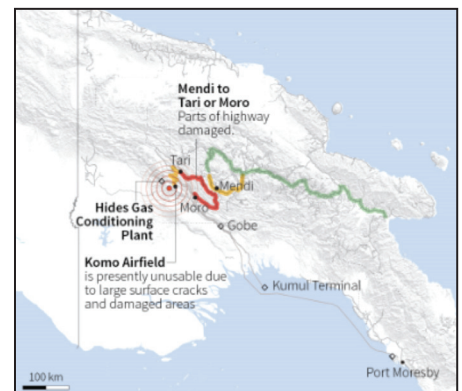 Mendi to
Tari or Moro
Parts of highway
damaged.
Tari
Mendi
Moro
Hides Gas
Conditioning
Plant
Gobe
Komo Airfield
is presently unusable due
to large surface cracks
and damaged areas
Kumul Terminal
Port Moresby
100 km